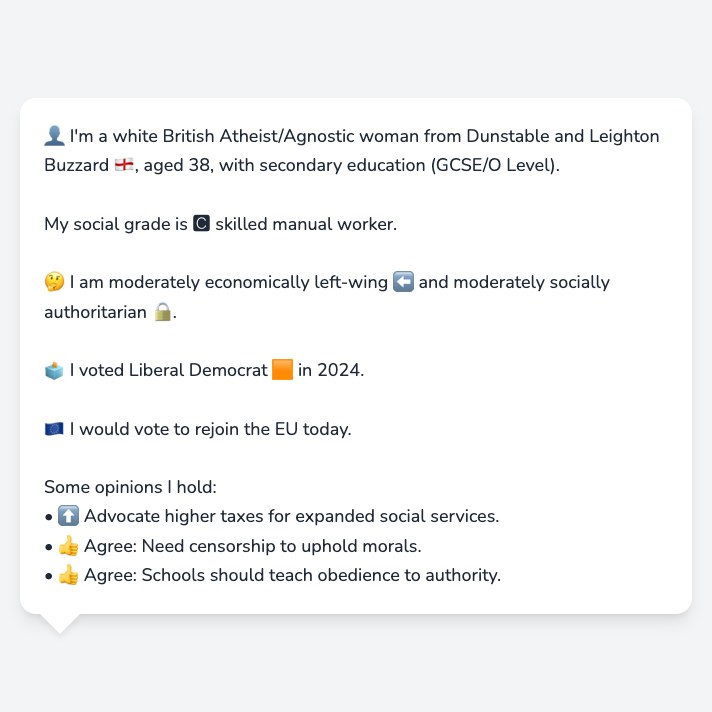 👤 I'm a white British Atheist/Agnostic woman from Dunstable and Leighton
Buzzard 🏴󠁧󠁢󠁥󠁮󠁧󠁿, aged 38, with secondary education (GCSE/O Level).
My social grade is 🅲 skilled manual worker.
🤔 I am moderately economically left-wing ⬅️ and moderately socially
authoritarian 🔒.
🗳️ I voted Liberal Democrat 🟧 in 2024.
🇪🇺 I would vote to rejoin the EU today.
Some opinions I hold:
• ⬆️ Advocate higher taxes for expanded social services.
• 👍 Agree: Need censorship to uphold morals.
• 👍 Agree: Schools should teach obedience to authority.